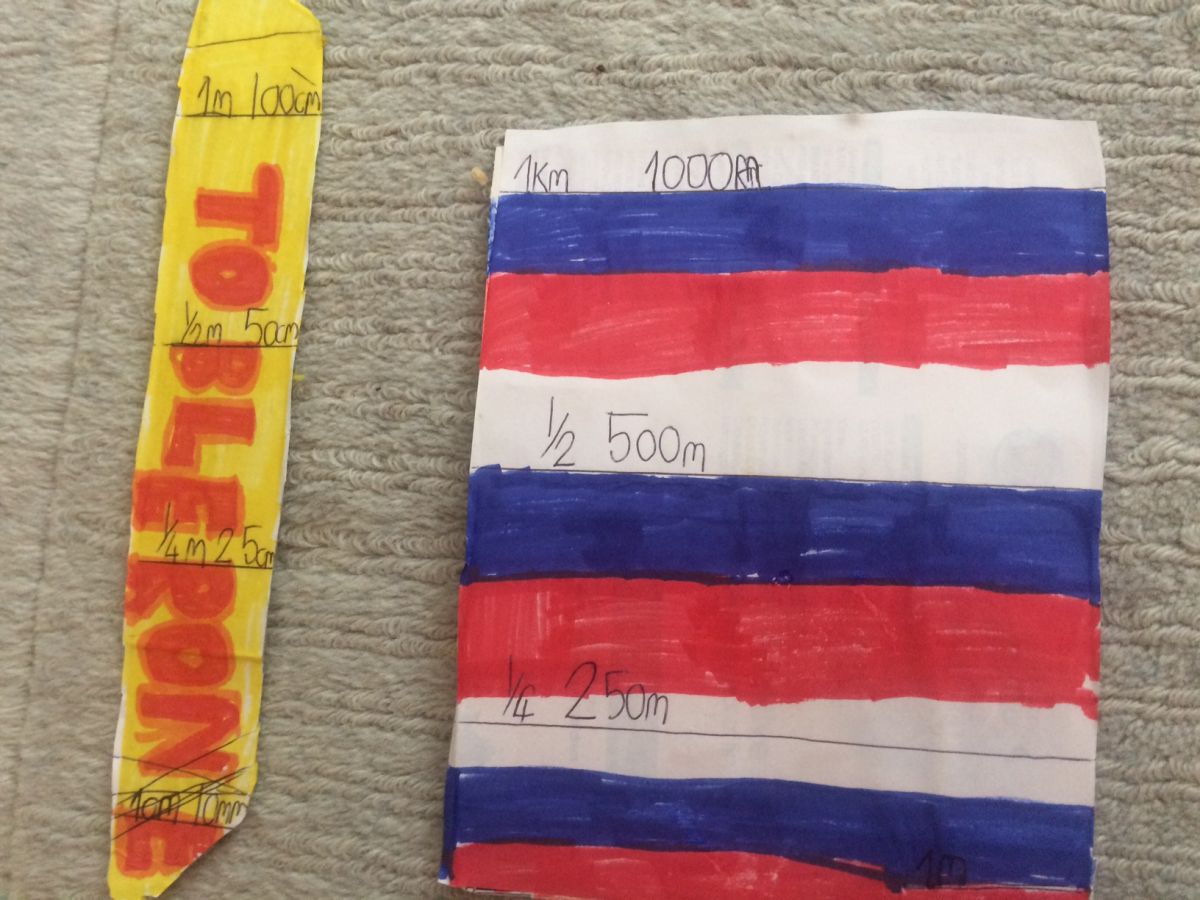 1m 100cm
TOBLERONE
1/2m 50cm
1/4 m 25cm
1cm 10mm
1Km 1000m
1/2 500m
1/4 250m
1m